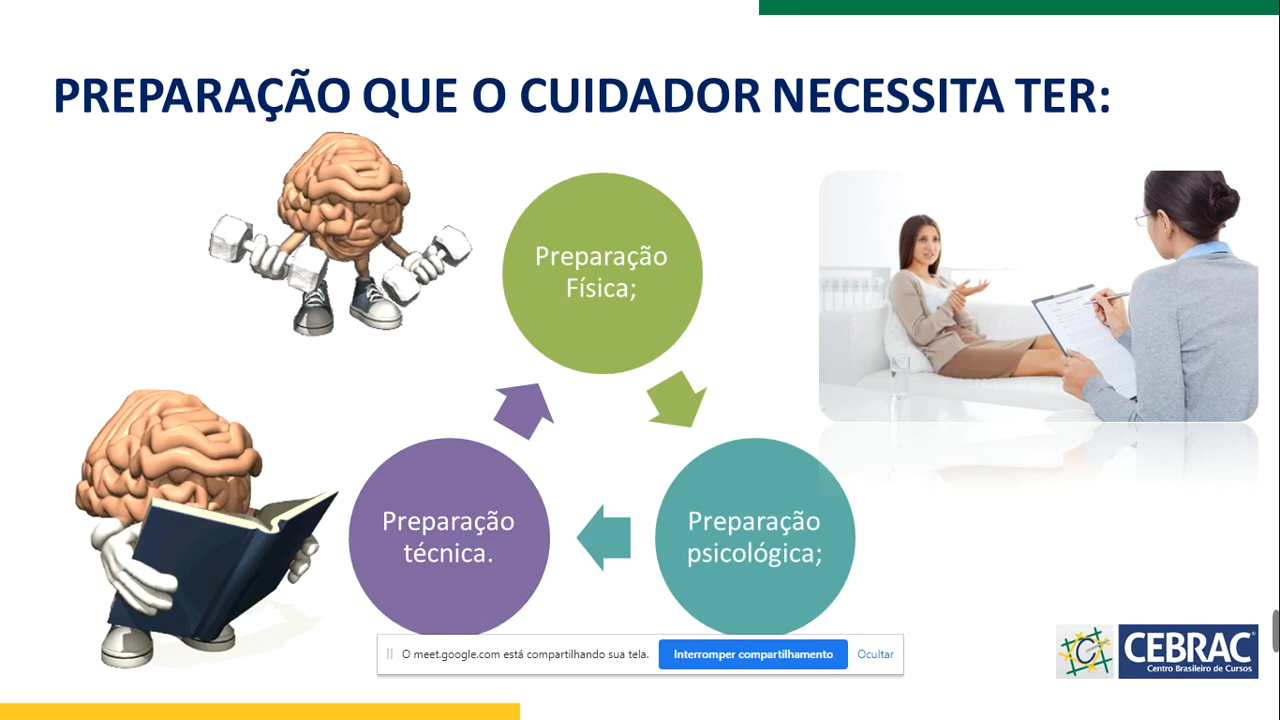 PREPARAÇÃO QUE O CUIDADOR NECESSITA TER:
Preparação
Física;
Preparação
psicológica;
Preparação
técnica.
O meet.google.com está compartilhando sua tela.
Interromper compartilhamento
Ocultar
CEBRAC®
Centro Brasileiro de Cursos